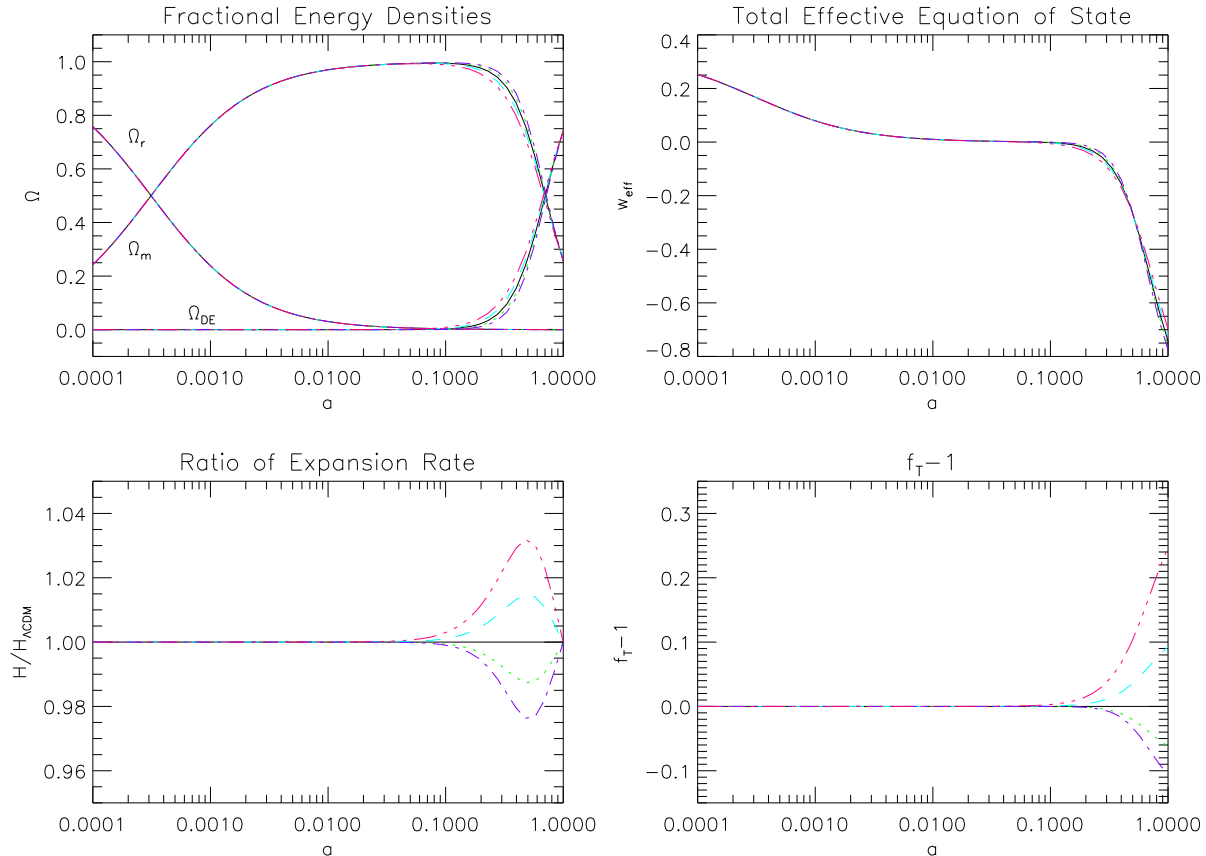 Fractional Energy Densities
1.0
0.8
0.6
0.4
0.2
0.0
Ω
Ωr
Ωm
ΩDE
0.0001 0.0010 0.0100 0.1000 1.0000
a
Total Effective Equation of State
0.4
0.2
0.0
−0.2
−0.4
−0.6
−0.8
weff
0.0001 0.0010 0.0100 0.1000 1.0000
a
Ratio of Expansion Rate
1.04
1.02
1.00
0.98
0.96
H/HΛCDM
0.0001 0.0010 0.0100 0.1000 1.0000
a
fT−1
0.3
0.2
0.1
0.0
−0.1
fT−1
0.0001 0.0010 0.0100 0.1000 1.0000
a